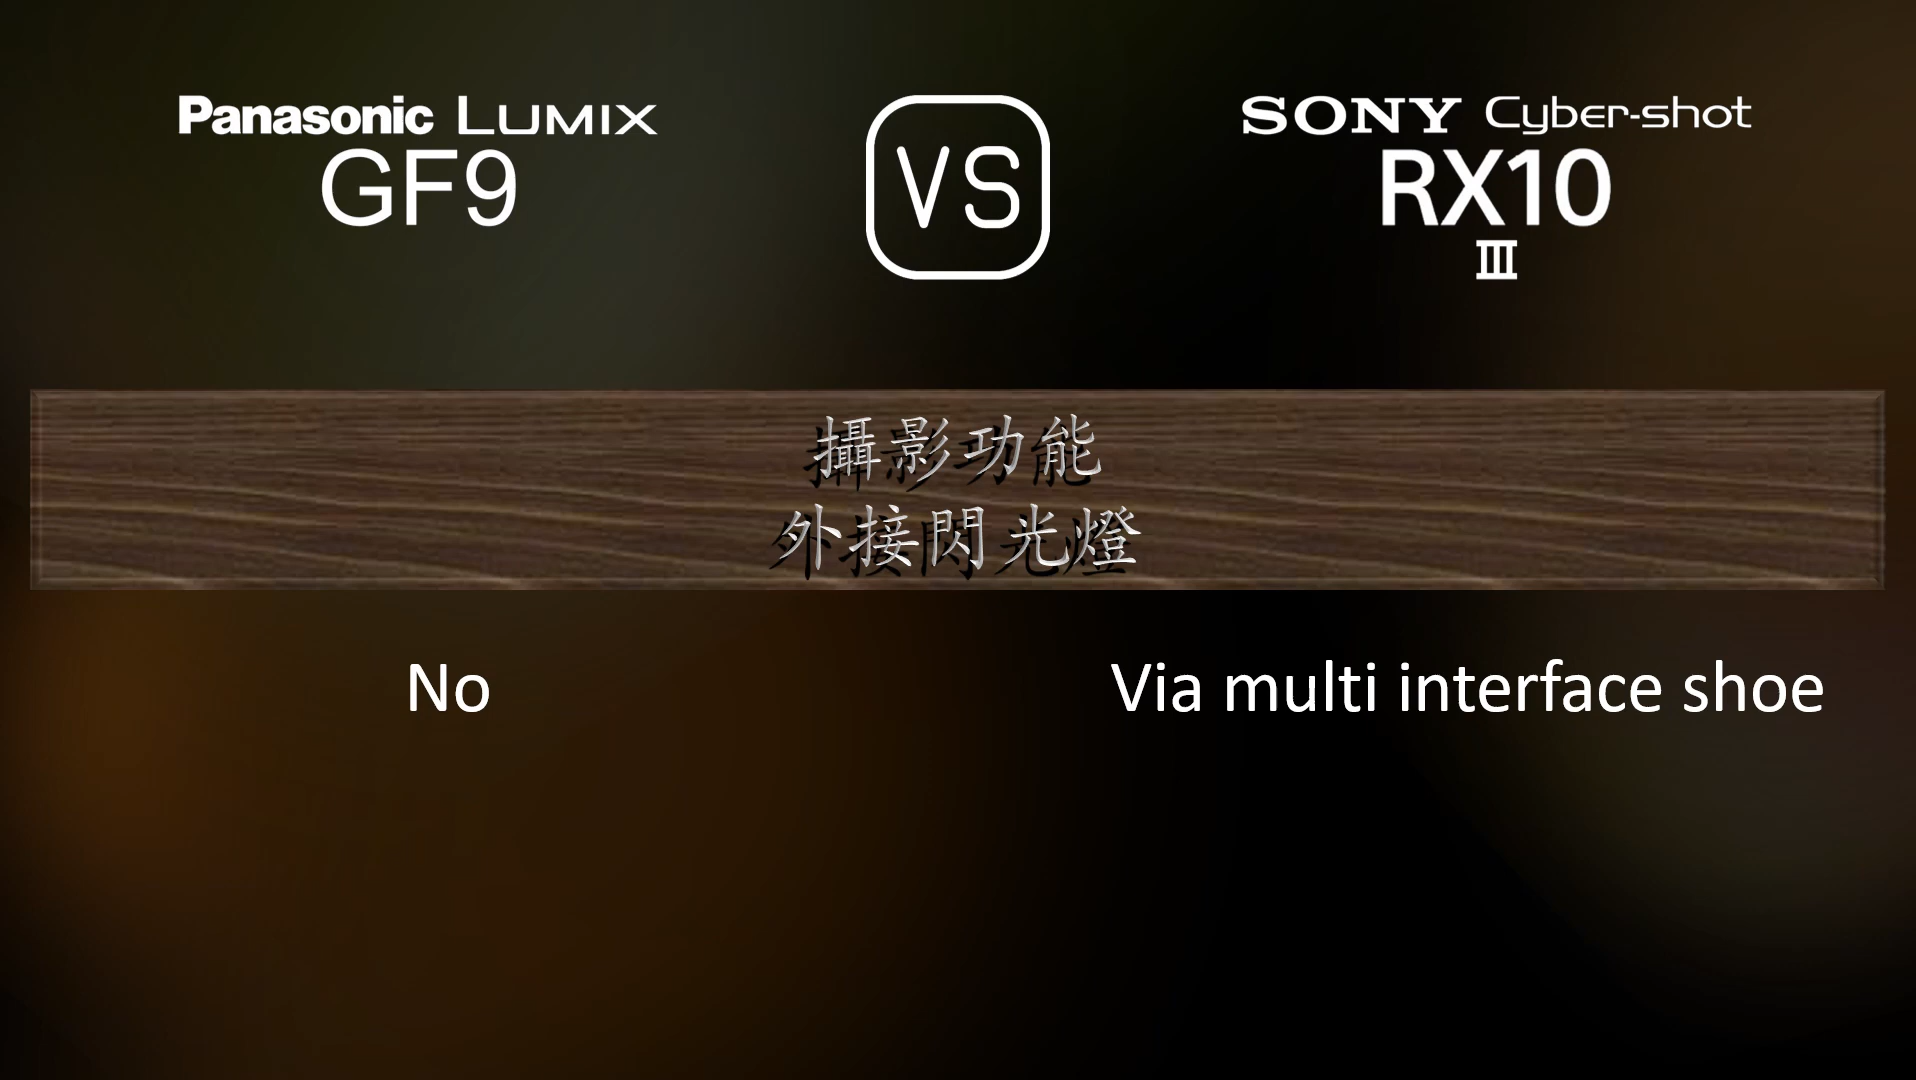 Panasonic LUMIX
GF9
VS
SONY Cyber-shot
RX10
III
攝影功能
外接閃光燈
No
Via multi interface shoe